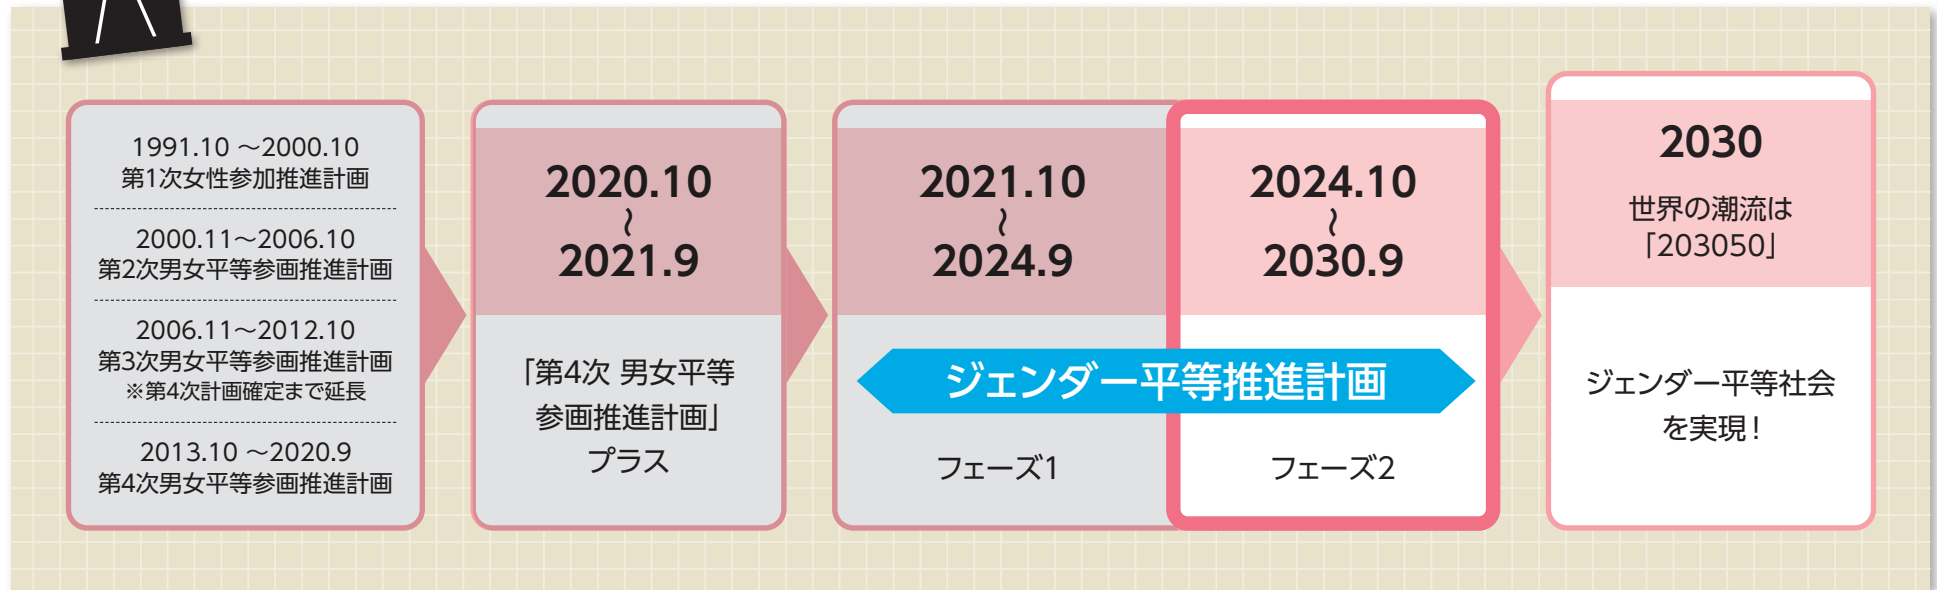 1991.10 ～2000.10
第1次女性参加推進計画
2000.11～2006.10
第2次男女平等参画推進計画
2006.11～2012.10
第3次男女平等参画推進計画
※第4次計画確定まで延長
2013.10 ～2020.9
第4次男女平等参画推進計画
2020.10
～
2021.9
「第4次 男女平等
参画推進計画」
プラス
2021.10
～
2024.9
2024.10
～
2030.9
ジェンダー平等推進計画
フェーズ1
フェーズ2
2030
世界の潮流は
「203050」
ジェンダー平等社会
を実現！